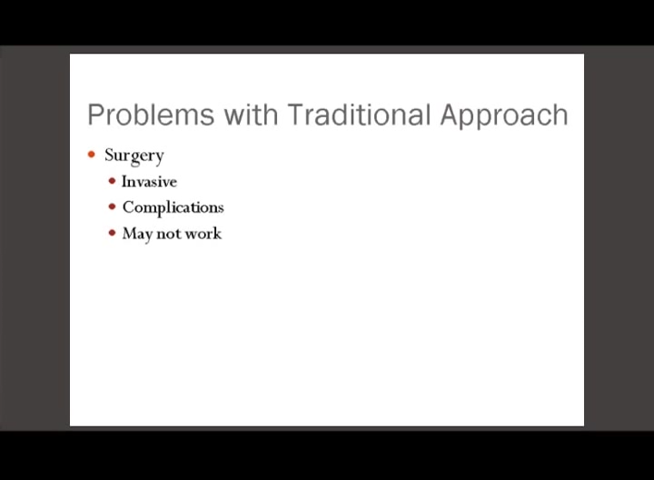 Problems with Traditional Approach
Surgery
Invasive
Complications
May not work